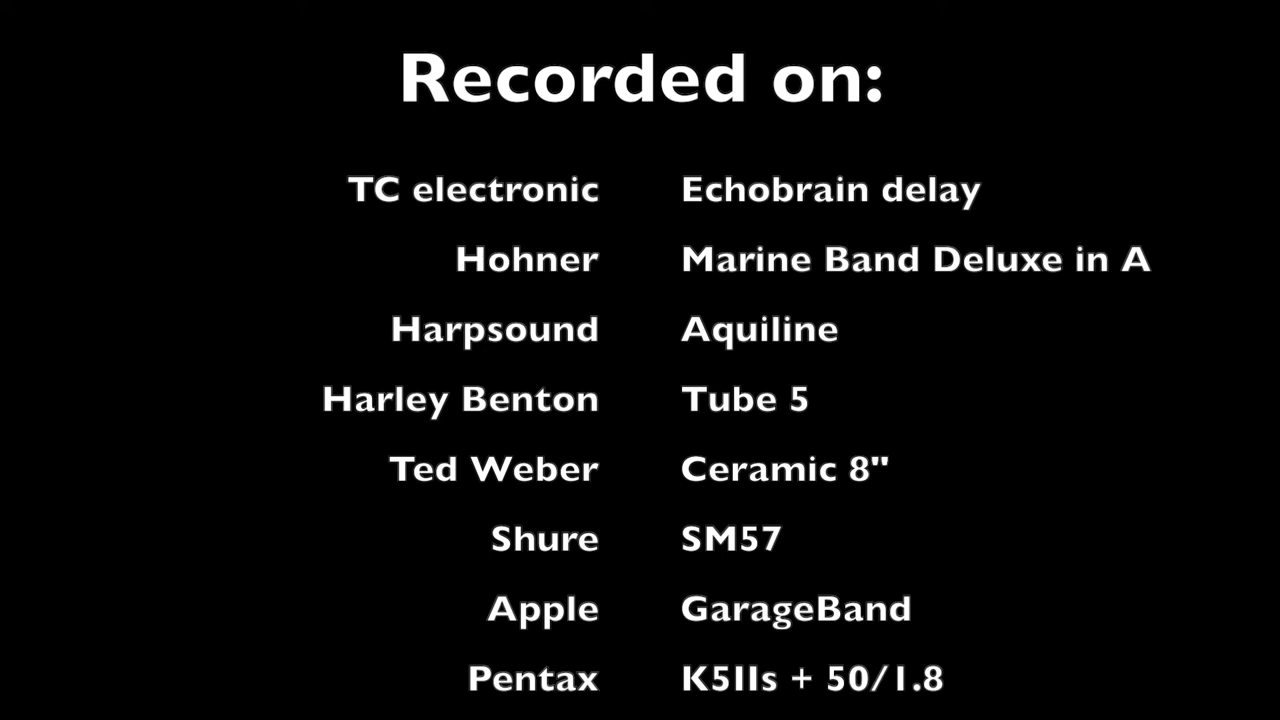 Recorded on:
TC electronic Echobrain delay
Hohner Marine Band Deluxe in A
Harpsound Aquiline
Harley Benton Tube 5
Ted Weber Ceramic 8"
Shure SM57
Apple GarageBand
Pentax K5IIs + 50/1.8